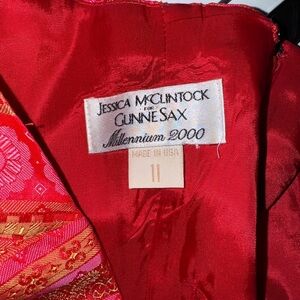 JESSICA McCLINTOCK
FOR
GUNNE SAX
Millennium 2000
MADE IN USA
11